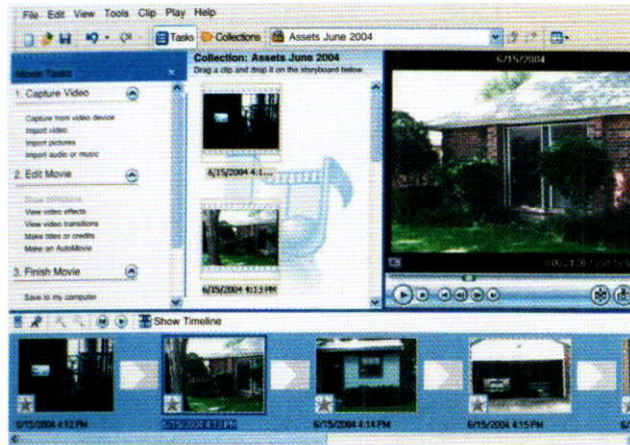 File Edit View Tools Clip Play Help
Tasks Collections Assets June 2004
Movie Tasks
1. Capture Video
Capture from video device
Import video
Import pictures
Import audio or music
2. Edit Movie
Show collections
View video effects
View video transitions
Make titles or credits
Make an AutoMovie
3. Finish Movie
Save to my computer
Collection: Assets June 2004
Drag a clip and drop it on the storyboard below.
6/15/2004 4:1...
6/15/2004 4:13 PM
6/15/2004
Show Timeline
6/15/2004 4:12 PM
6/15/2004 4:13 PM
6/15/2004 4:14 PM
6/15/2004 4:15 PM